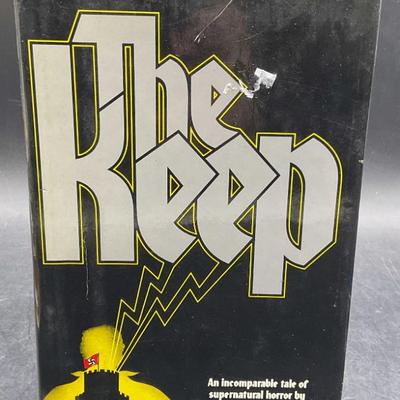 The
Keep
An incomparable tale of
supernatural horror by